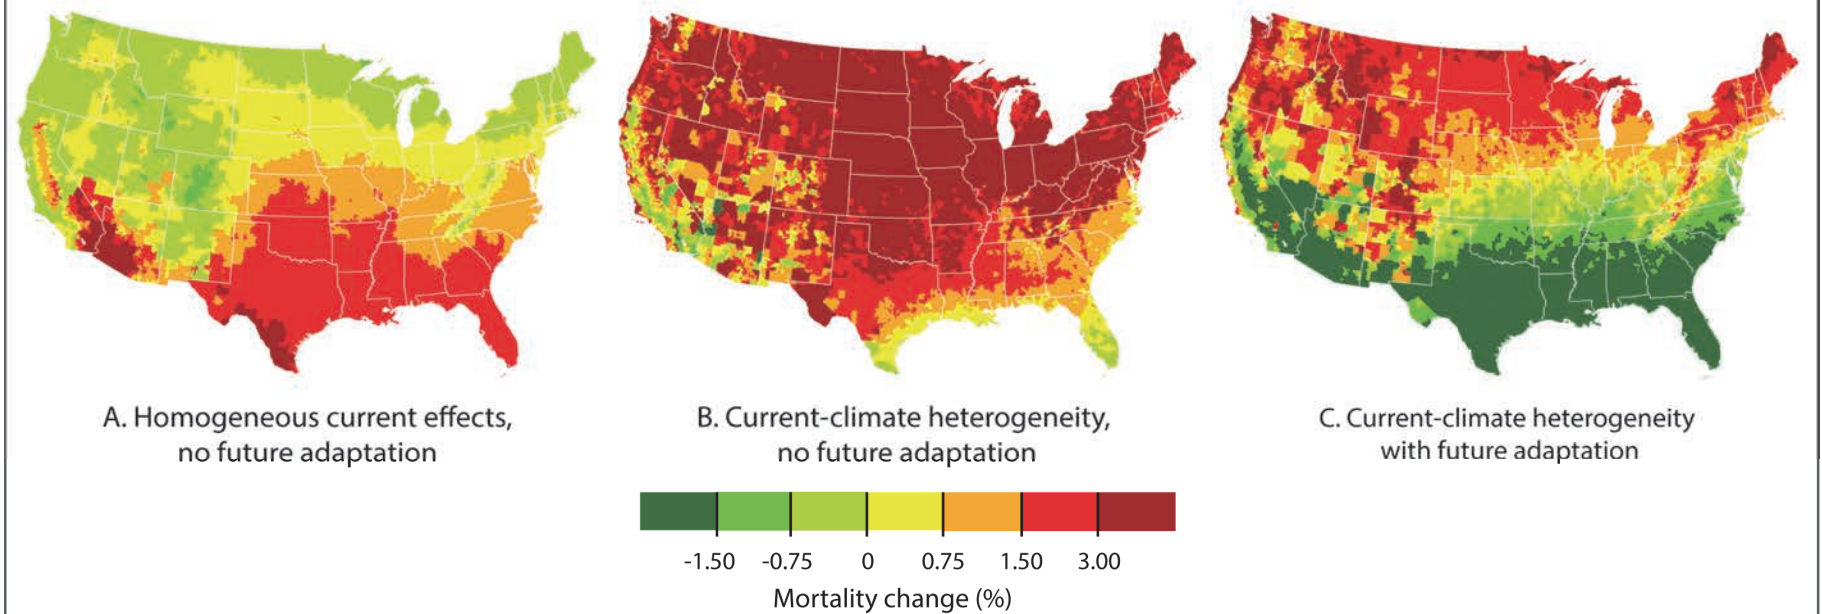 A. Homogeneous current effects,
no future adaptation
B. Current-climate heterogeneity,
no future adaptation
C. Current-climate heterogeneity
with future adaptation
-1.50 -0.75 0 0.75 1.50 3.00
Mortality change (%)